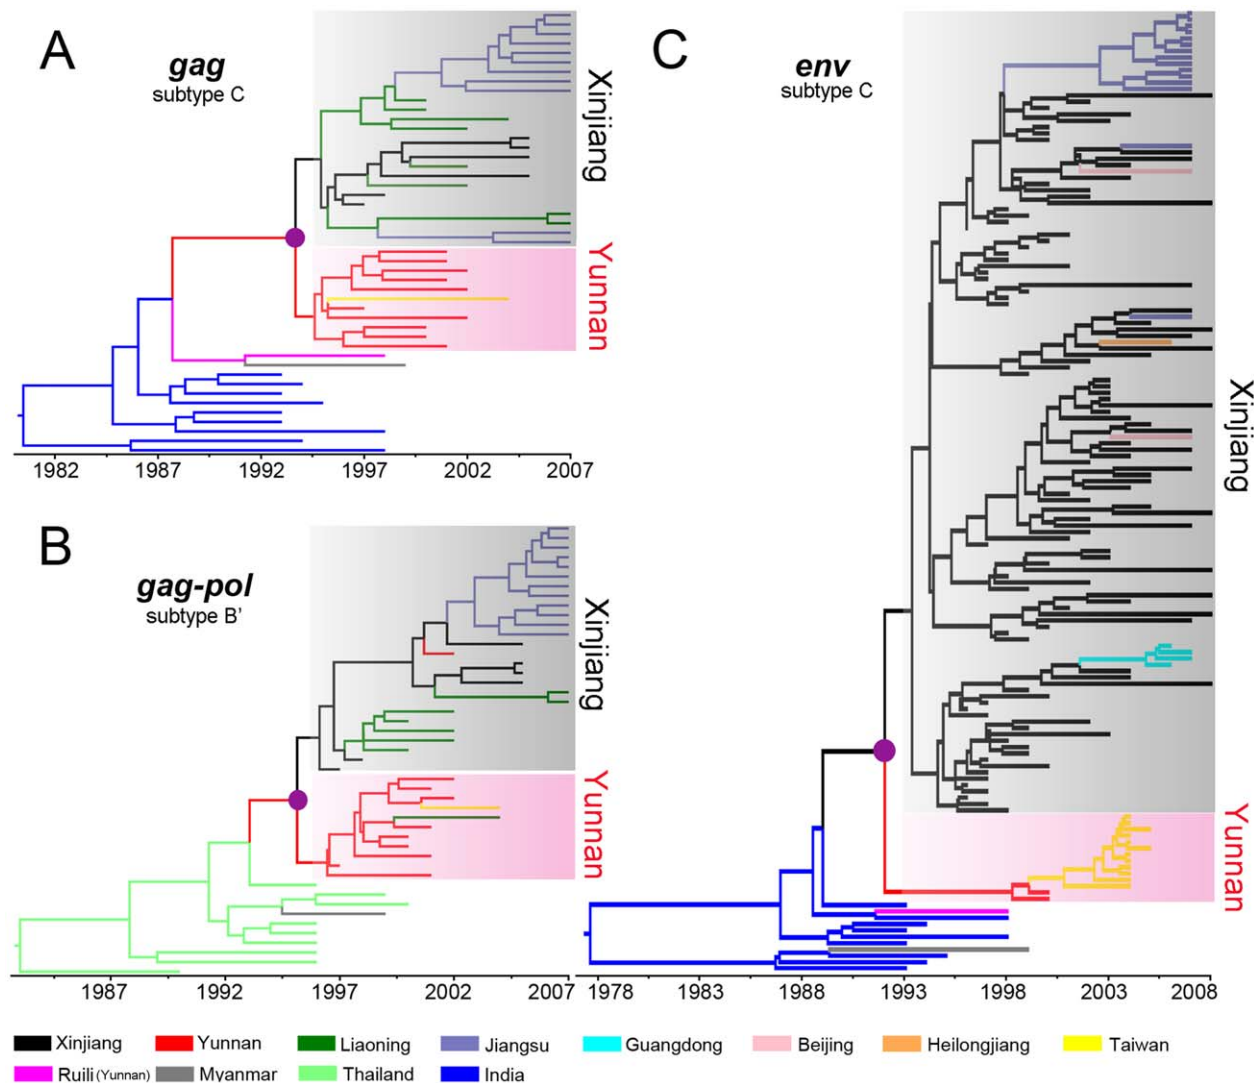 A
gag
subtype C
Xinjiang
Yunnan
1982 1987 1992 1997 2002 2007
B
gag-pol
subtype B’
Xinjiang
Yunnan
1987 1992 1997 2002 2007
C
env
subtype C
Xinjiang
Yunnan
1978 1983 1988 1993 1998 2003 2008
Xinjiang Yunnan Liaoning Jiangsu Guangdong Beijing Heilongjiang Taiwan
Ruili (Yunnan) Myanmar Thailand India